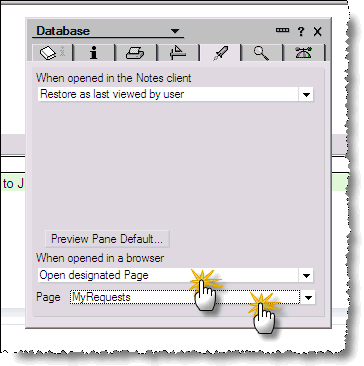 Database
?
X
i
When opened in the Notes client
Restore as last viewed by user
to J
Preview Pane Default...
When opened in a browser
Open designated Page
Page MyRequests